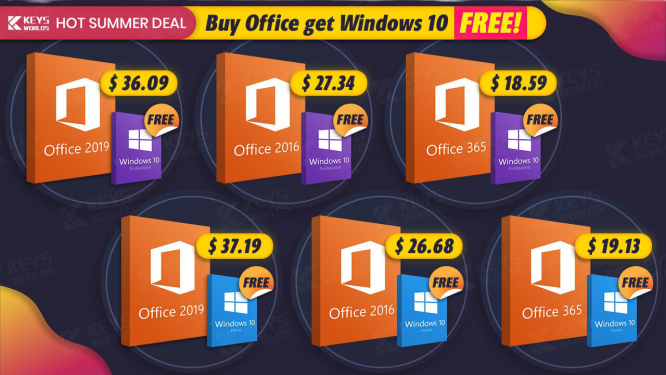 KEYS
WORLDS
HOT SUMMER DEAL
Buy Office get Windows 10 FREE!
$ 36.09
FREE
Office 2019
Windows 10
Professional
$ 27.34
FREE
Office 2016
Windows 10
Professional
$ 18.59
FREE
Office 365
Windows 10
Professional
$ 37.19
FREE
Office 2019
Windows 10
Home
$ 26.68
FREE
Office 2016
Windows 10
Home
$ 19.13
FREE
Office 365
Windows 10
Home